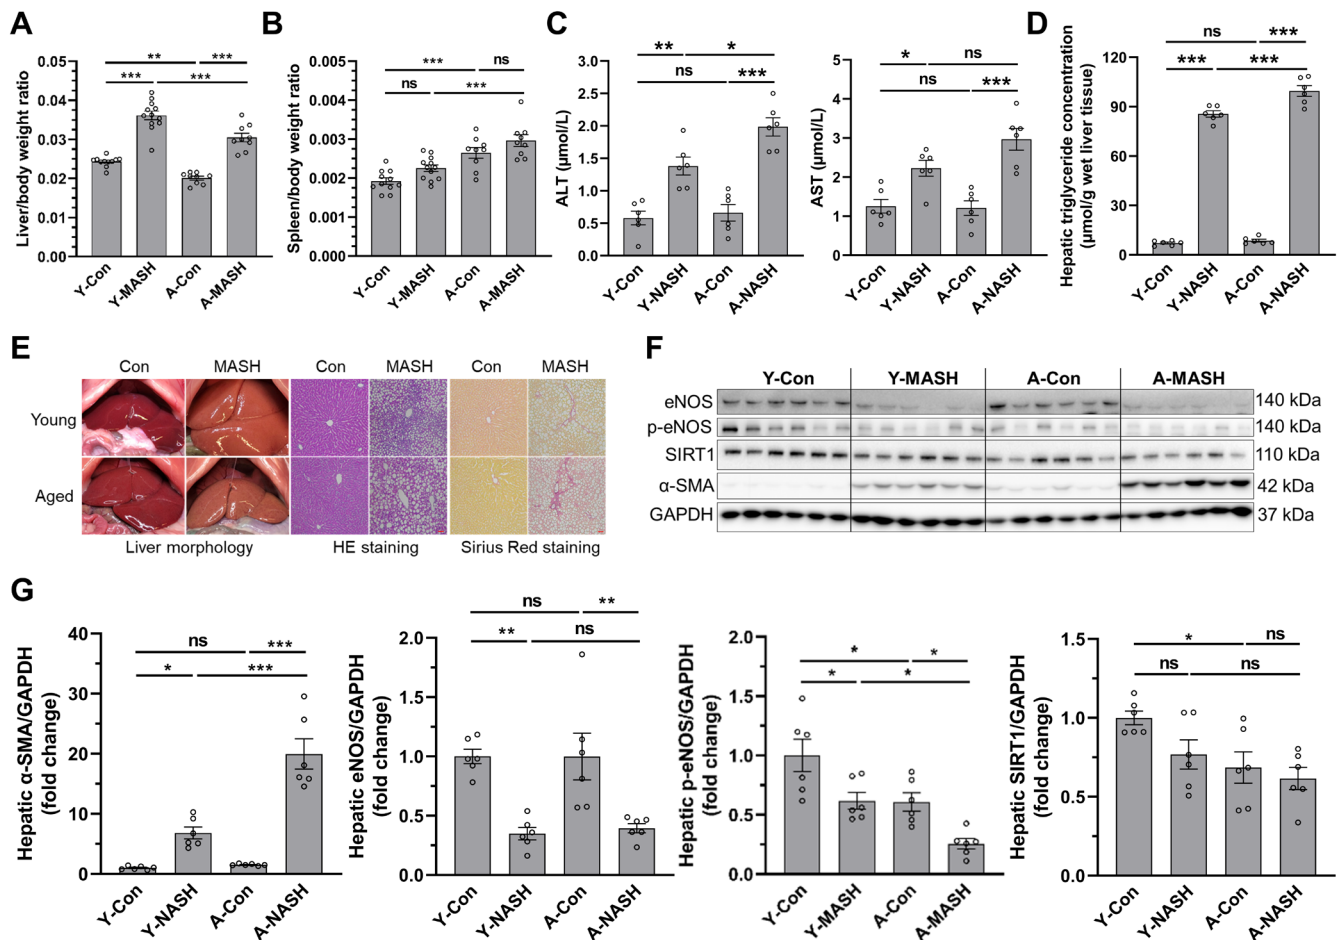 A
Liver/body weight ratio
0.05
0.04
0.03
0.02
0.01
0.00
** ***
*** ***
Y-Con
Y-MASH
A-Con
A-MASH
B
Spleen/body weight ratio
0.005
0.004
0.003
0.002
0.001
0.000
*** ns
ns ***
Y-Con
Y-MASH
A-Con
A-MASH
C
ALT (μmol/L)
3.0
2.5
2.0
1.5
1.0
0.5
0.0
** *
ns ***
Y-Con
Y-NASH
A-Con
A-NASH
AST (μmol/L)
5
4
3
2
1
0
* ns
ns ***
Y-Con
Y-NASH
A-Con
A-NASH
D
Hepatic triglyceride concentration
(μmol/g wet liver tissue)
120
90
60
30
0
ns ***
*** ***
Y-Con
Y-NASH
A-Con
A-NASH
E
Con MASH Con MASH Con MASH
Young
Aged
Liver morphology HE staining Sirius Red staining
F
Y-Con Y-MASH A-Con A-MASH
eNOS 140 kDa
p-eNOS 140 kDa
SIRT1 110 kDa
α-SMA 42 kDa
GAPDH 37 kDa
G
Hepatic α-SMA/GAPDH
(fold change)
40
30
20
10
0
ns ***
* ***
Y-Con
Y-NASH
A-Con
A-NASH
Hepatic eNOS/GAPDH
(fold change)
2.0
1.5
1.0
0.5
0.0
ns **
** ns
Y-Con
Y-NASH
A-Con
A-NASH
Hepatic p-eNOS/GAPDH
(fold change)
2.0
1.5
1.0
0.5
0.0
* *
* *
Y-Con
Y-MASH
A-Con
A-MASH
Hepatic SIRT1/GAPDH
(fold change)
1.5
1.0
0.5
0.0
* ns
ns ns
Y-Con
Y-NASH
A-Con
A-NASH